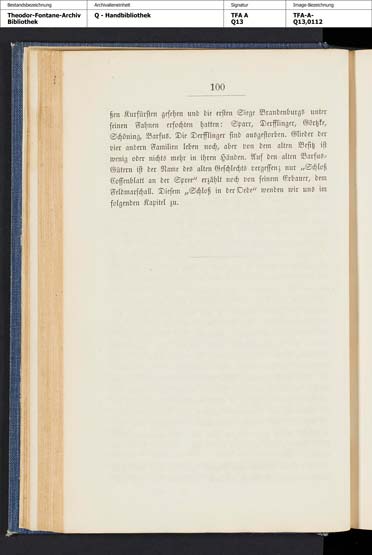 Bestandsbezeichnung
Archivalieneinheit
Signatur
Image-Bezeichnung
Theodor-Fontane-Archiv
Bibliothek
Q - Handbibliothek
TFA A
Q13
TFA-A-
Q13,0112
100
ßen Kurfürsten gesehen und die ersten Siege Brandenburgs unter
seinen Fahnen erfochten hatten: Sparr, Derfflinger, Görtzke,
Schöning, Barfus. Die Derfflinger sind ausgestorben. Glieder der
vier andern Familien leben noch, aber von dem alten Besitz ist
wenig oder nichts mehr in ihren Händen. Auf den alten Barfus-
Gütern ist der Name des alten Geschlechts vergessen; nur „Schloß
Cossenblatt an der Spree“ erzählt noch von seinem Erbauer, dem
Feldmarschall. Diesem „Schloß in der Oede“ wenden wir uns im
folgenden Kapitel zu.